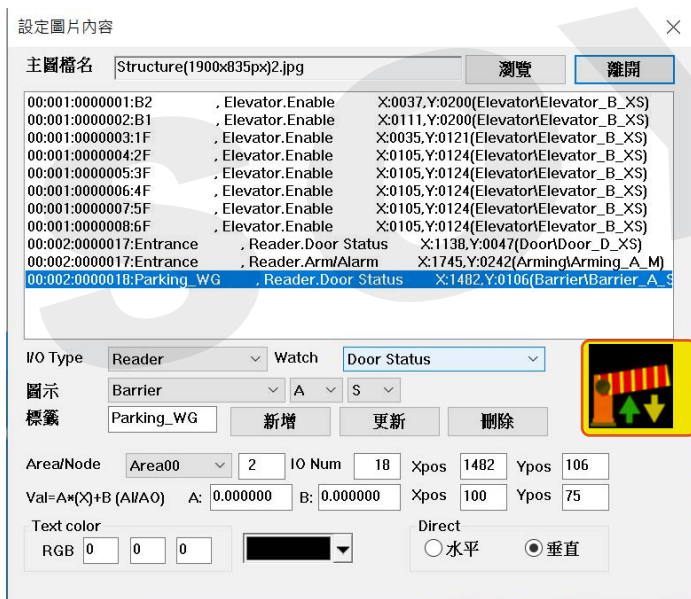 設定圖片內容
主圖檔名 Structure(1900x835px)2.jpg 瀏覽 離開
00:001:0000001:B2 , Elevator.Enable X:0037,Y:0200(Elevator\Elevator_B_XS)
00:001:0000002:B1 , Elevator.Enable X:0111,Y:0200(Elevator\Elevator_B_XS)
00:001:0000003:1F , Elevator.Enable X:0035,Y:0121(Elevator\Elevator_B_XS)
00:001:0000004:2F , Elevator.Enable X:0105,Y:0124(Elevator\Elevator_B_XS)
00:001:0000005:3F , Elevator.Enable X:0105,Y:0124(Elevator\Elevator_B_XS)
00:001:0000006:4F , Elevator.Enable X:0105,Y:0124(Elevator\Elevator_B_XS)
00:001:0000007:5F , Elevator.Enable X:0105,Y:0124(Elevator\Elevator_B_XS)
00:001:0000008:6F , Elevator.Enable X:0105,Y:0124(Elevator\Elevator_B_XS)
00:002:0000017:Entrance , Reader.Door Status X:1138,Y:0047(Door\Door_D_XS)
00:002:0000017:Entrance , Reader.Arm/Alarm X:1745,Y:0242(Arming\Arming_A_M)
00:002:0000018:Parking_WG , Reader.Door Status X:1482,Y:0106(Barrier\Barrier_A_S
I/O Type Reader Watch Door Status
圖示 Barrier A S
標籤 Parking_WG 新增 更新 刪除
Area/Node Area00 2 IO Num 18 Xpos 1482 Ypos 106
Val=A*(X)+B (AI/AO) A: 0.000000 B: 0.000000 Xpos 100 Ypos 75
Text color Direct
RGB 0 0 0 水平 垂直